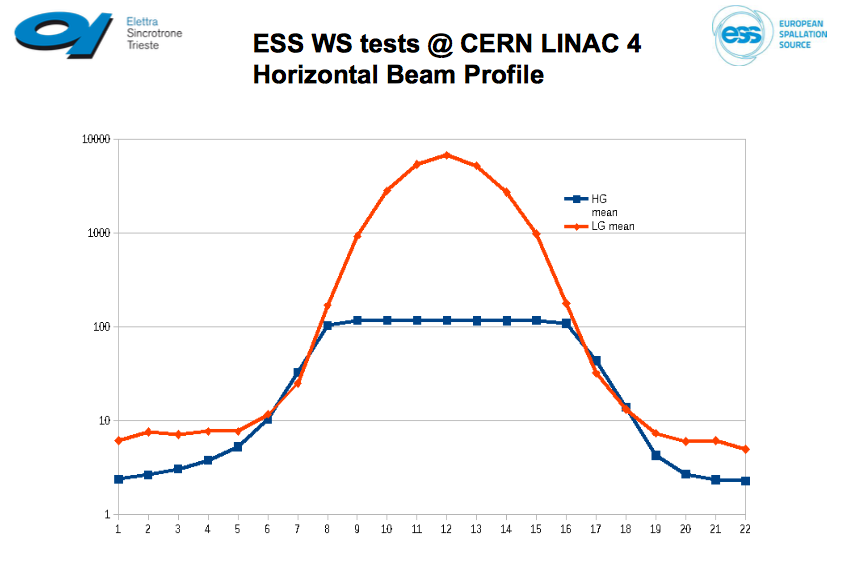 Elettra
Sincrotrone
Trieste
ESS WS tests @ CERN LINAC 4
Horizontal Beam Profile
ess
EUROPEAN
SPALLATION
SOURCE
10000
1000
100
10
1
HG
mean
LG mean
1 2 3 4 5 6 7 8 9 10 11 12 13 14 15 16 17 18 19 20 21 22